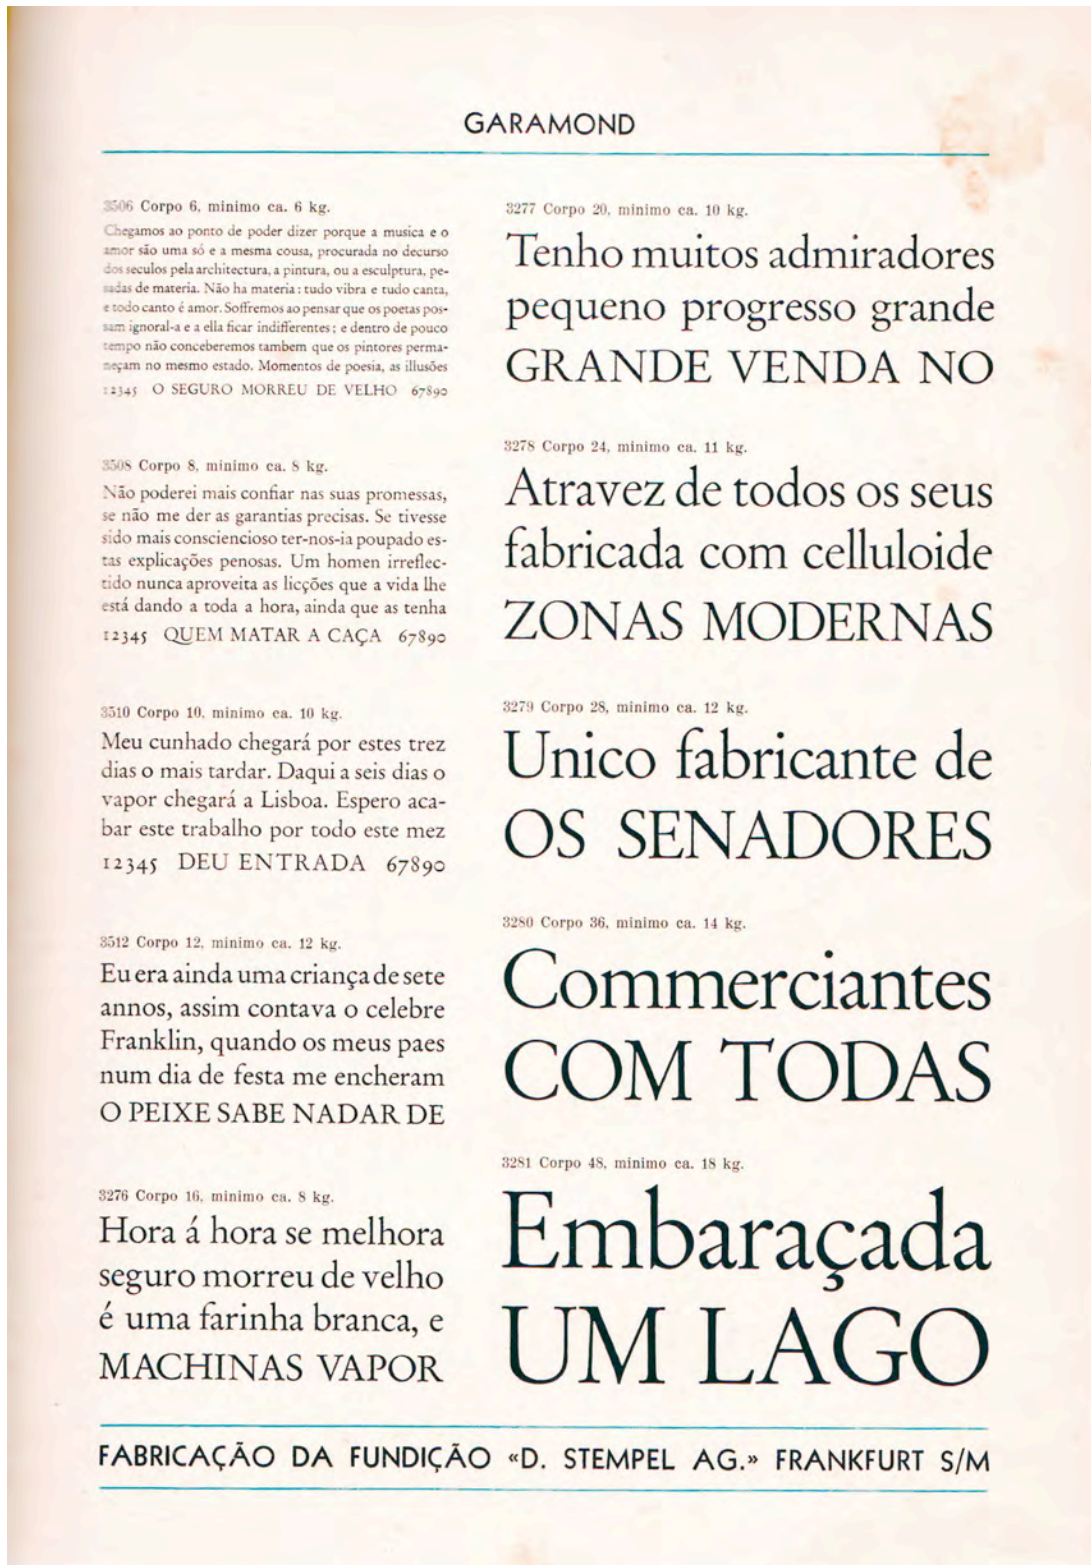 GARAMOND
3506 Corpo 6, minimo ca. 6 kg.
Chegamos ao ponto de poder dizer porque a musica e o
amor são uma só e a mesma cousa, procurada no decurso
dos seculos pela architectura, a pintura, ou a esculptura, pe-
sadas de materia. Não ha materia: tudo vibra e tudo canta,
e todo canto é amor. Soffremos ao pensar que os poetas pos-
sam ignoral-a e a ella ficar indifferentes; e dentro de pouco
tempo não conceberemos tambem que os pintores perma-
neçam no mesmo estado. Momentos de poesia, as illusões
12345 O SEGURO MORREU DE VELHO 67890
3508 Corpo 8, minimo ca. 8 kg.
Não poderei mais confiar nas suas promessas,
se não me der as garantias precisas. Se tivesse
sido mais consciencioso ter-nos-ia poupado es-
tas explicações penosas. Um homen irreflec-
tido nunca aproveita as licções que a vida lhe
está dando a toda a hora, ainda que as tenha
12345 QUEM MATAR A CAÇA 67890
3510 Corpo 10, minimo ca. 10 kg.
Meu cunhado chegará por estes trez
dias o mais tardar. Daqui a seis dias o
vapor chegará a Lisboa. Espero aca-
bar este trabalho por todo este mez
12345 DEU ENTRADA 67890
3512 Corpo 12, minimo ca. 12 kg.
Eu era ainda uma criança de sete
annos, assim contava o celebre
Franklin, quando os meus paes
num dia de festa me encheram
O PEIXE SABE NADAR DE
3276 Corpo 16, minimo ca. 8 kg.
Hora á hora se melhora
seguro morreu de velho
é uma farinha branca, e
MACHINAS VAPOR
3277 Corpo 20, minimo ca. 10 kg.
Tenho muitos admiradores
pequeno progresso grande
GRANDE VENDA NO
3278 Corpo 24, minimo ca. 11 kg.
Atravez de todos os seus
fabricada com celluloide
ZONAS MODERNAS
3279 Corpo 28, minimo ca. 12 kg.
Unico fabricante de
OS SENADORES
3280 Corpo 36, minimo ca. 14 kg.
Commerciantes
COM TODAS
3281 Corpo 48, minimo ca. 18 kg.
Embaraçada
UM LAGO
FABRICAÇÃO DA FUNDIÇÃO «D. STEMPEL AG.» FRANKFURT S/M